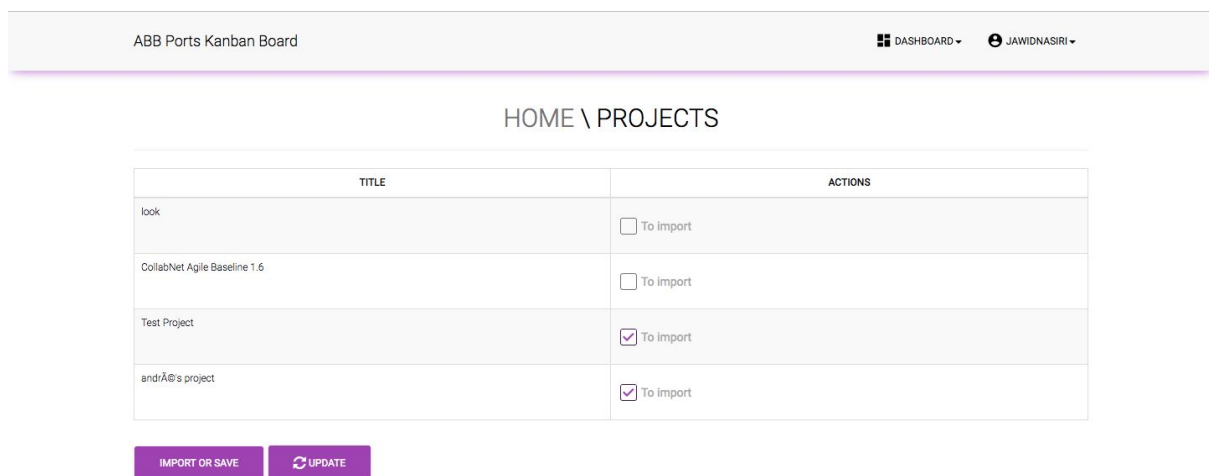 ABB Ports Kanban Board
DASHBOARD
JAWIDNASIRI
HOME \ PROJECTS
TITLE
ACTIONS
look
To import
CollabNet Agile Baseline 1.6
To import
Test Project
To import
andrÃ©'s project
To import
IMPORT OR SAVE
UPDATE